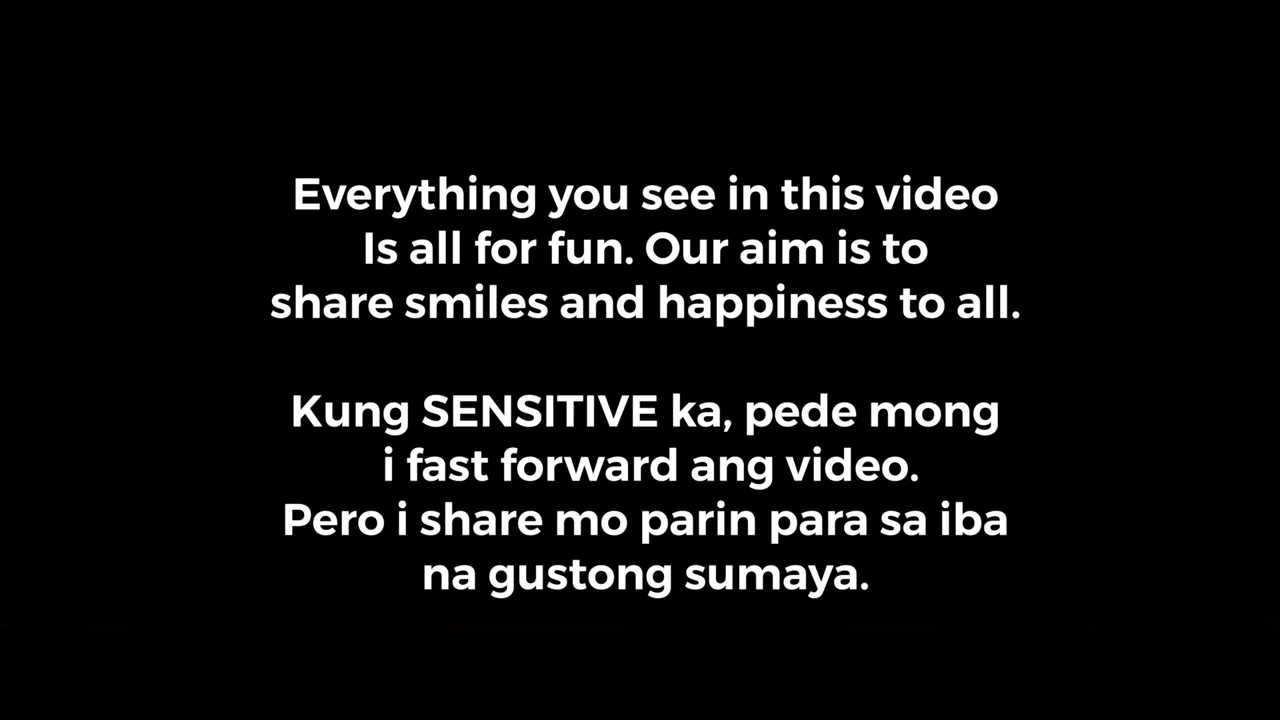 Everything you see in this video
Is all for fun. Our aim is to
share smiles and happiness to all.
Kung SENSITIVE ka, pede mong
i fast forward ang video.
Pero i share mo parin para sa iba
na gustong sumaya.